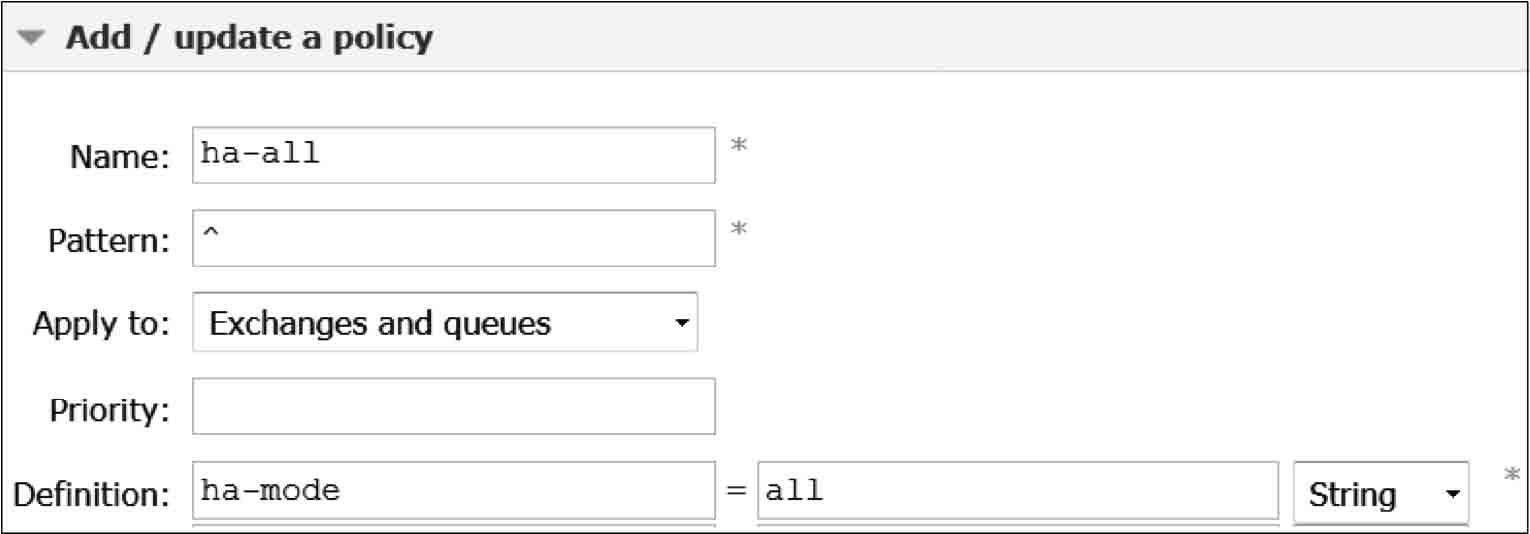 Add / update a policy
Name: ha-all *
Pattern: ^ *
Apply to: Exchanges and queues
Priority:
Definition: ha-mode = all String *